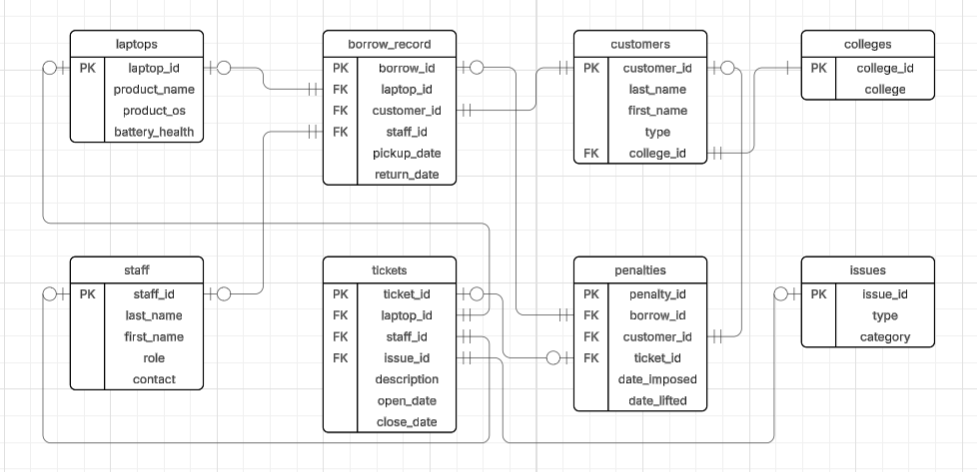 laptops
PK laptop_id
product_name
product_os
battery_health
borrow_record
PK borrow_id
FK laptop_id
FK customer_id
FK staff_id
pickup_date
return_date
customers
PK customer_id
last_name
first_name
type
FK college_id
colleges
PK college_id
college
staff
PK staff_id
last_name
first_name
role
contact
tickets
PK ticket_id
FK laptop_id
FK staff_id
FK issue_id
description
open_date
close_date
penalties
PK penalty_id
FK borrow_id
FK customer_id
FK ticket_id
date_imposed
date_lifted
issues
PK issue_id
type
category